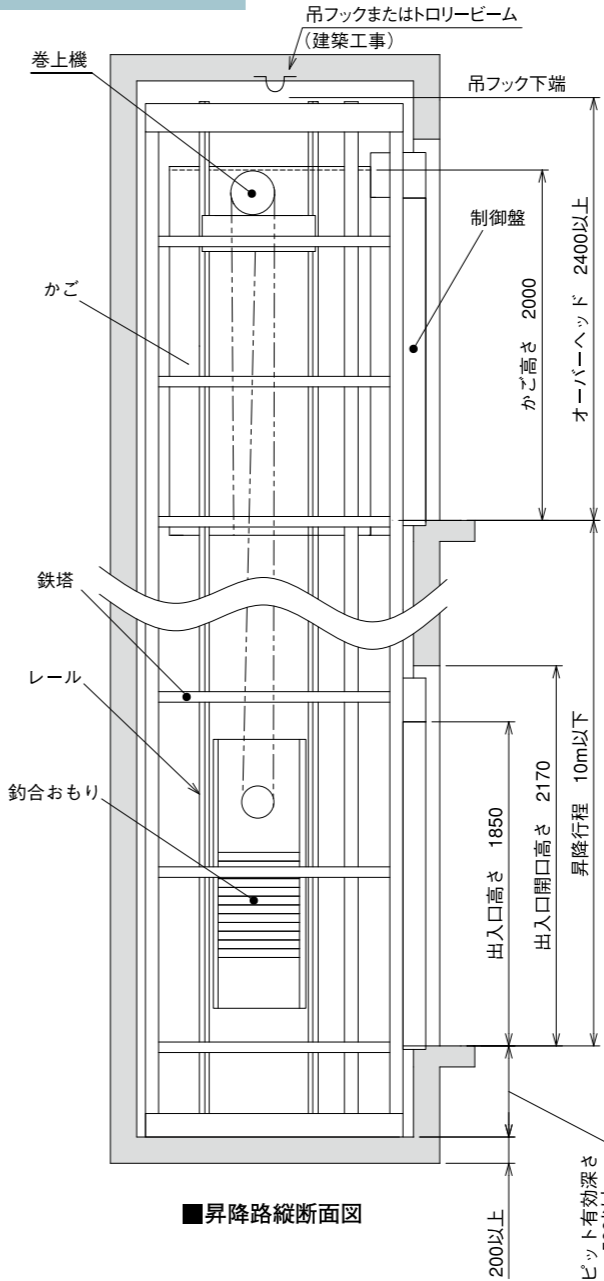 吊フックまたはトロリービーム
(建築工事)
巻上機
吊フック下端
制御盤
かご
かご高さ 2000
オーバーヘッド 2400以上
鉄塔
レール
釣合おもり
出入口高さ 1850
出入口開口高さ 2170
昇降行程 10m以下
■昇降路縦断面図
200以上
ピット有効深さ